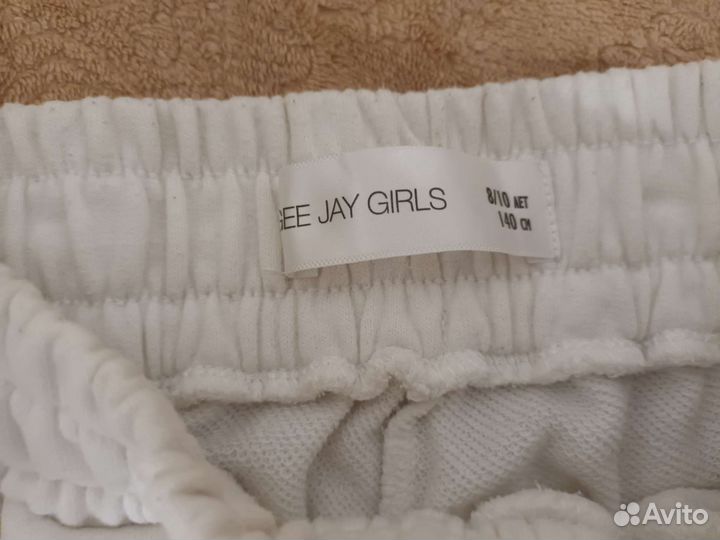 GEE JAY GIRLS
8/10 ЛЕТ
140 СМ
Avito